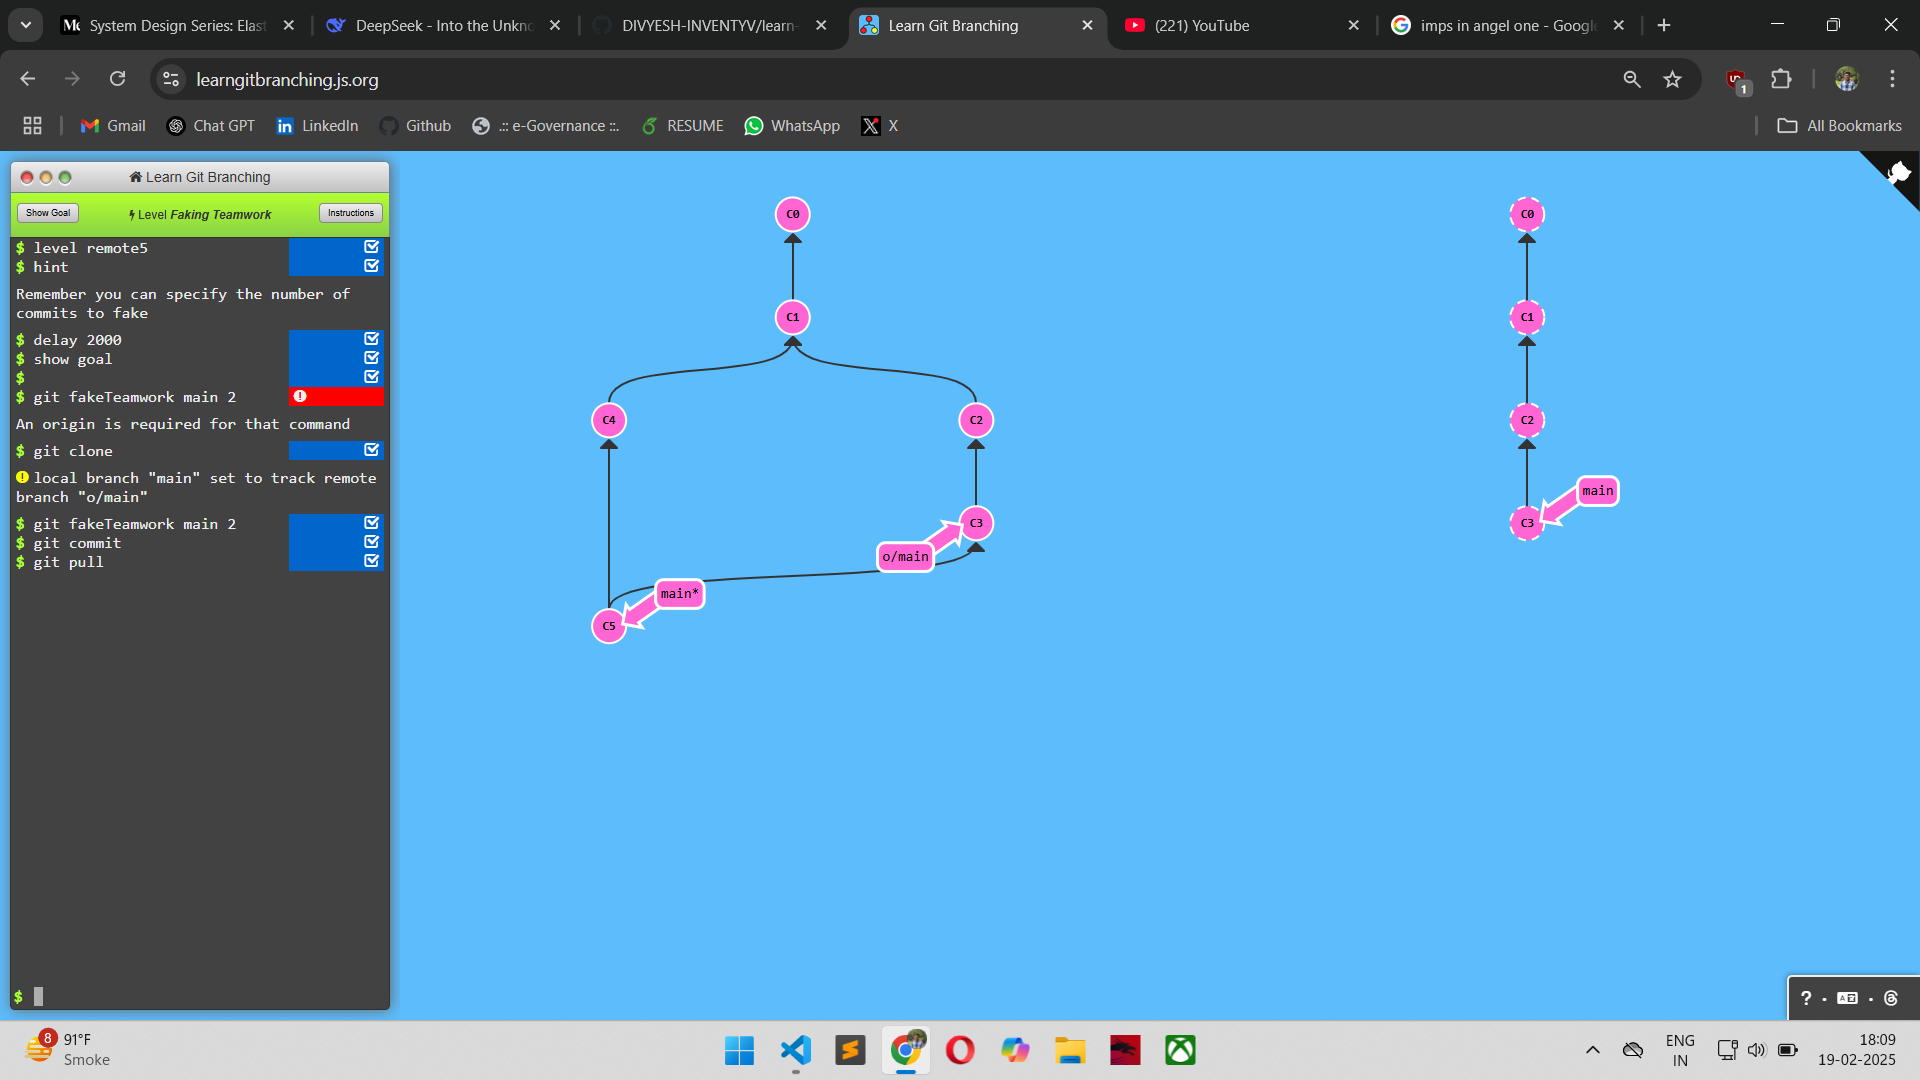 System Design Series: Elast
DeepSeek - Into the Unkno
DIVYESH-INVENTYV/learn-
Learn Git Branching
(221) YouTube
imps in angel one - Google
learngitbranching.js.org
1
Gmail
Chat GPT
LinkedIn
Github
.:: e-Governance ::.
RESUME
WhatsApp
X
All Bookmarks
Learn Git Branching
Show Goal
Level Faking Teamwork
Instructions
$ level remote5
$ hint
Remember you can specify the number of
commits to fake
$ delay 2000
$ show goal
$
$ git fakeTeamwork main 2
An origin is required for that command
$ git clone
local branch "main" set to track remote
branch "o/main"
$ git fakeTeamwork main 2
$ git commit
$ git pull
$
C0
C1
C4
C2
C3
o/main
main*
C5
C0
C1
C2
main
C3
?
8
91°F
Smoke
ENG
IN
18:09
19-02-2025